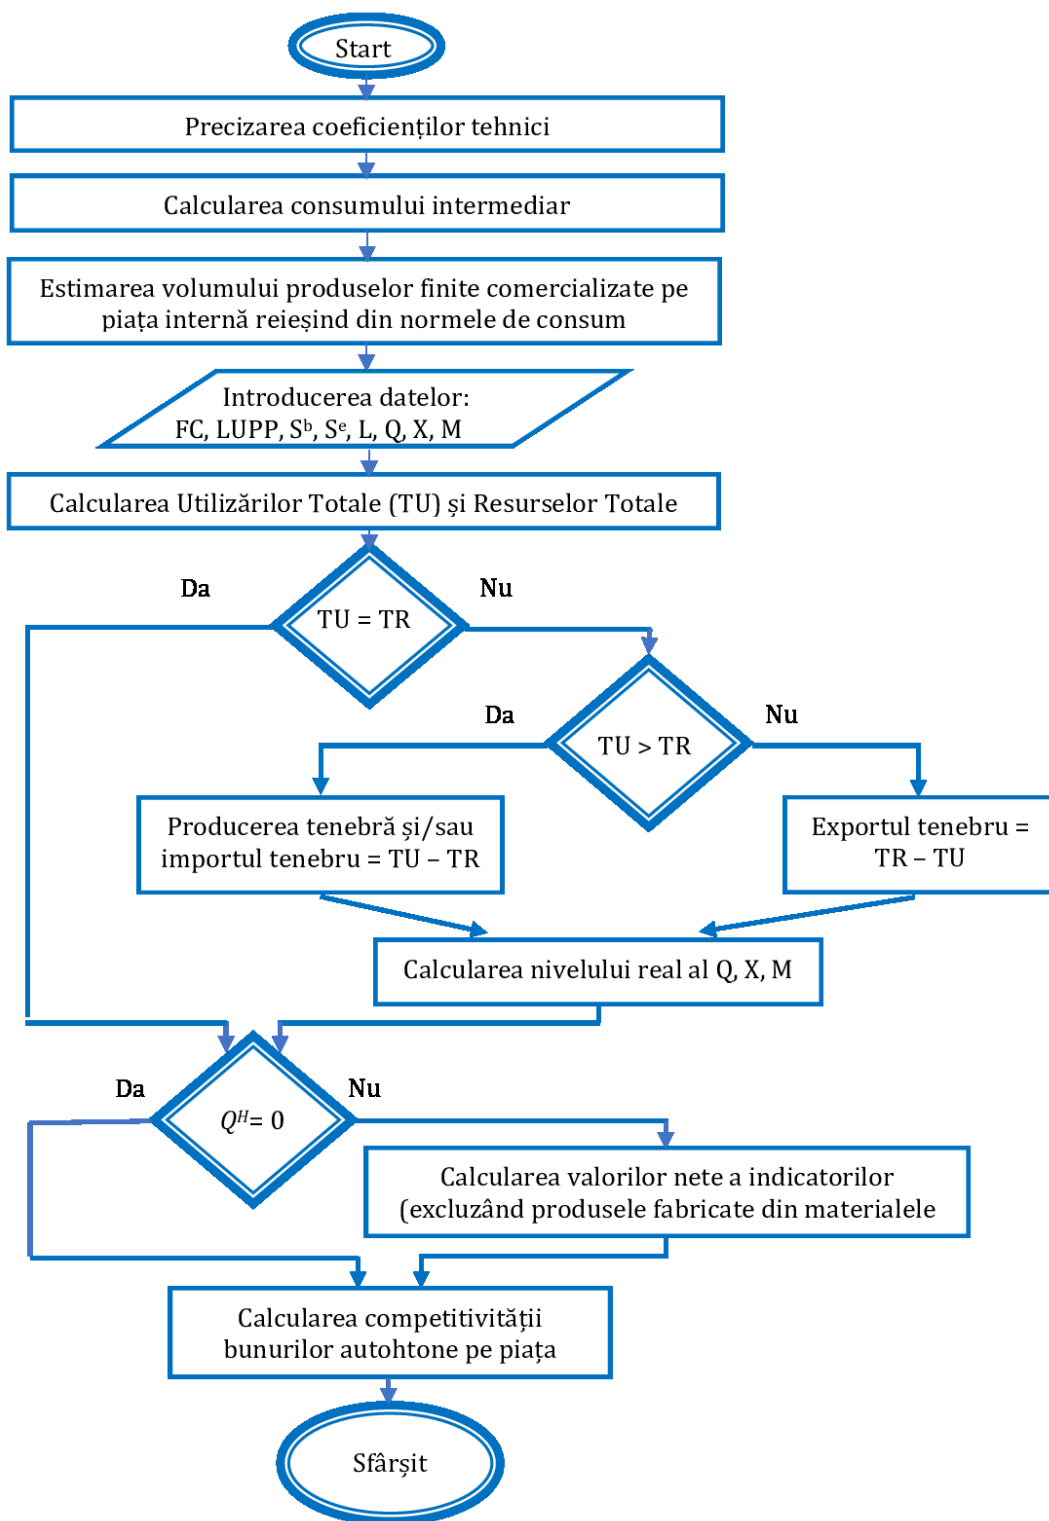 Start
Precizarea coeficienților tehnici
Calcularea consumului intermediar
Estimarea volumului produselor finite comercializate pe
piața internă reieșind din normele de consum
Introducerea datelor:
FC, LUPP, Sᵇ, Sᵉ, L, Q, X, M
Calcularea Utilizărilor Totale (TU) și Resurselor Totale
Da
Nu
TU = TR
Da
Nu
TU > TR
Producerea tenebră și/sau
importul tenebru = TU – TR
Exportul tenebru =
TR – TU
Calcularea nivelului real al Q, X, M
Da
Nu
Qᴴ= 0
Calcularea valorilor nete a indicatorilor
(excluzând produsele fabricate din materialele
Calcularea competitivității
bunurilor autohtone pe piața
Sfârșit